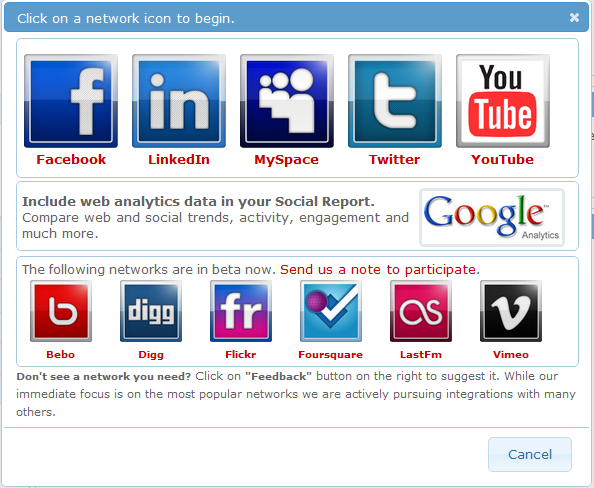 Click on a network icon to begin.
f in t You Tube
Facebook LinkedIn MySpace Twitter YouTube
Include web analytics data in your Social Report.
Compare web and social trends, activity, engagement and
much more.
Google™
Analytics
The following networks are in beta now. Send us a note to participate.
b digg fr as v
Bebo Digg Flickr Foursquare LastFm Vimeo
Don't see a network you need? Click on "Feedback" button on the right to suggest it. While our
immediate focus is on the most popular networks we are actively pursuing integrations with many
others.
Cancel